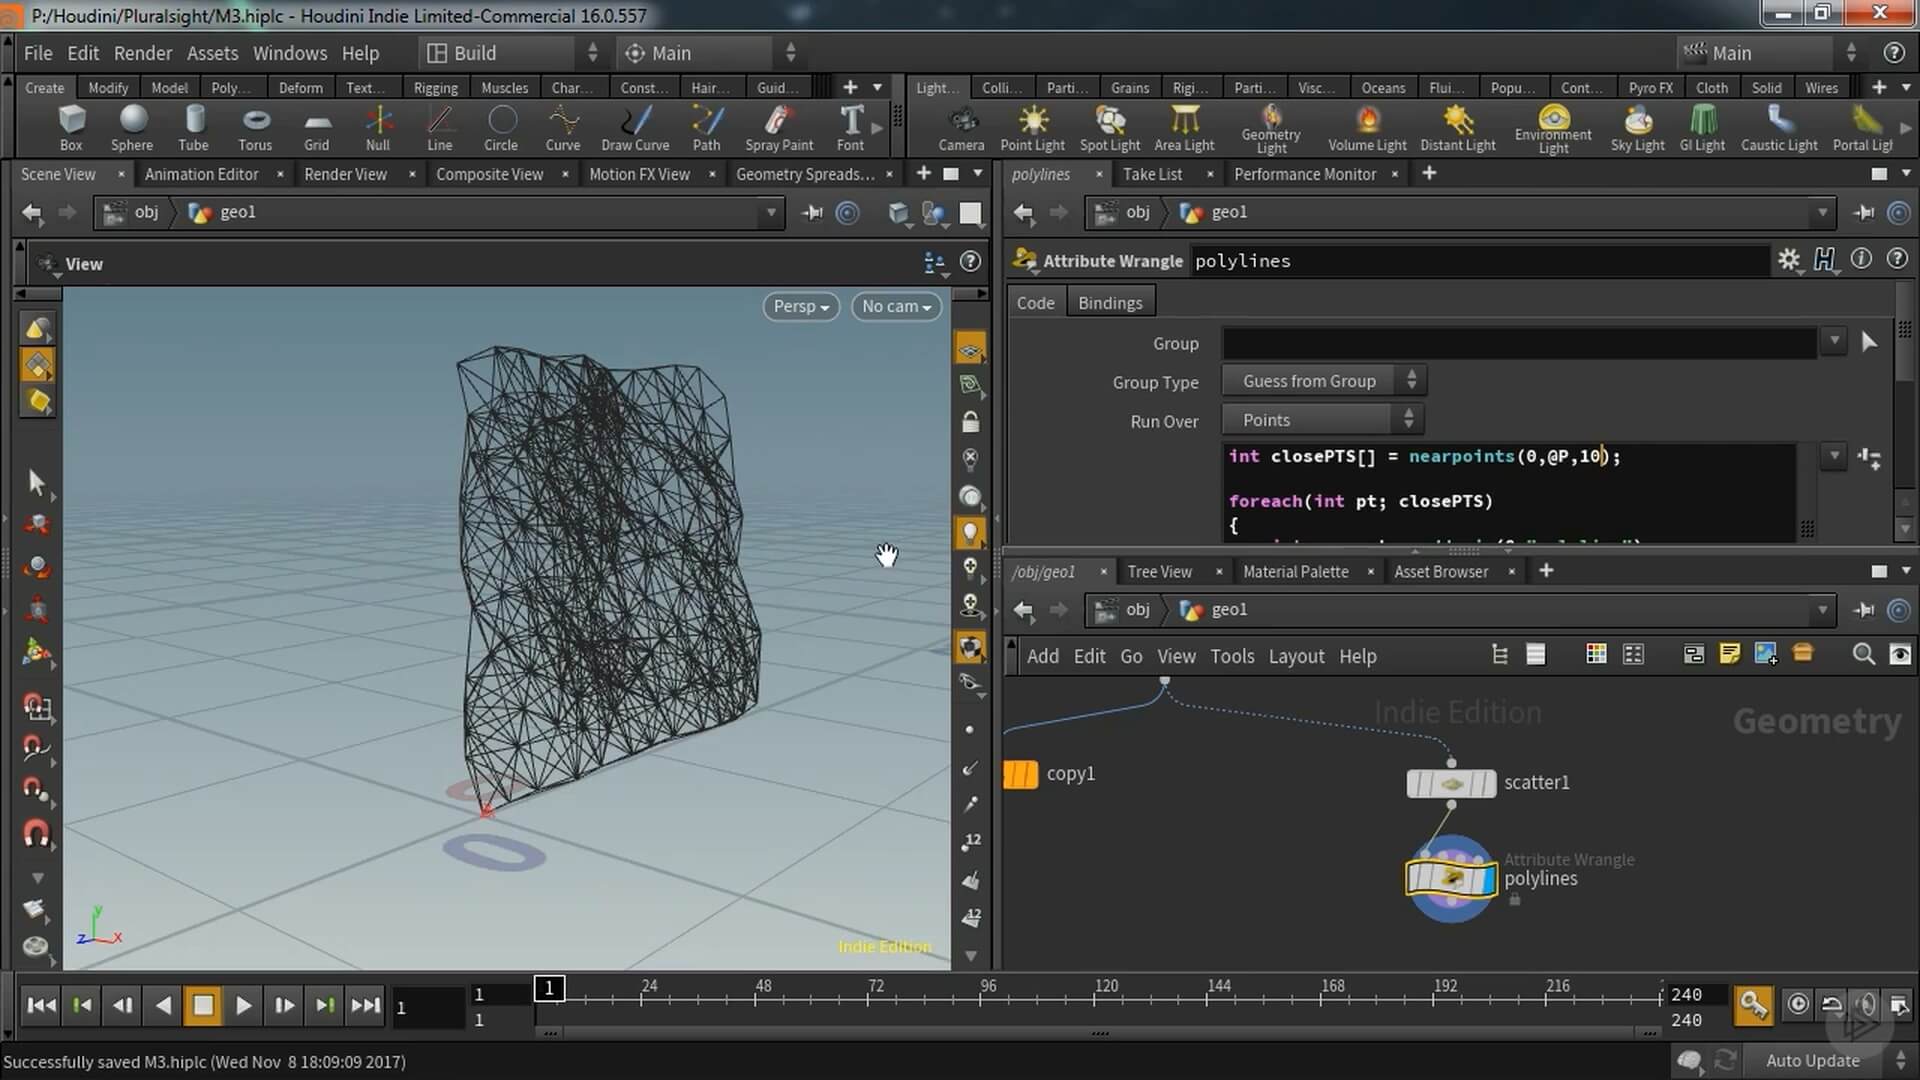 P:/Houdini/Pluralsight/M3.hiplc - Houdini Indie Limited-Commercial 16.0.557
File Edit Render Assets Windows Help Build Main Main
Create Modify Model Poly... Deform Text... Rigging Muscles Char... Const... Hair... Guid... Light... Colli... Parti... Grains Rigi... Parti... Visc... Oceans Flui... Popu... Cont... Pyro FX Cloth Solid Wires
Box Sphere Tube Torus Grid Null Line Circle Curve Draw Curve Path Spray Paint Font Camera Point Light Spot Light Area Light Geometry Light Volume Light Distant Light Environment Light Sky Light GI Light Caustic Light Portal Ligh
Scene View Animation Editor Render View Composite View Motion FX View Geometry Spreads... polylines Take List Performance Monitor
obj geo1 obj geo1
View
Attribute Wrangle polylines
Persp No cam
Code Bindings
Group
Group Type Guess from Group
Run Over Points
int closePTS[] = nearpoints(0,@P,10);
foreach(int pt; closePTS)
{
/obj/geo1 Tree View Material Palette Asset Browser
obj geo1
Add Edit Go View Tools Layout Help
Indie Edition Geometry
copy1
scatter1
Attribute Wrangle
polylines
12
12
0
0
y
z x
Indie Edition
1 1 1 24 48 72 96 120 144 168 192 216 2 240
1 240
Successfully saved M3.hiplc (Wed Nov 8 18:09:09 2017) Auto Update